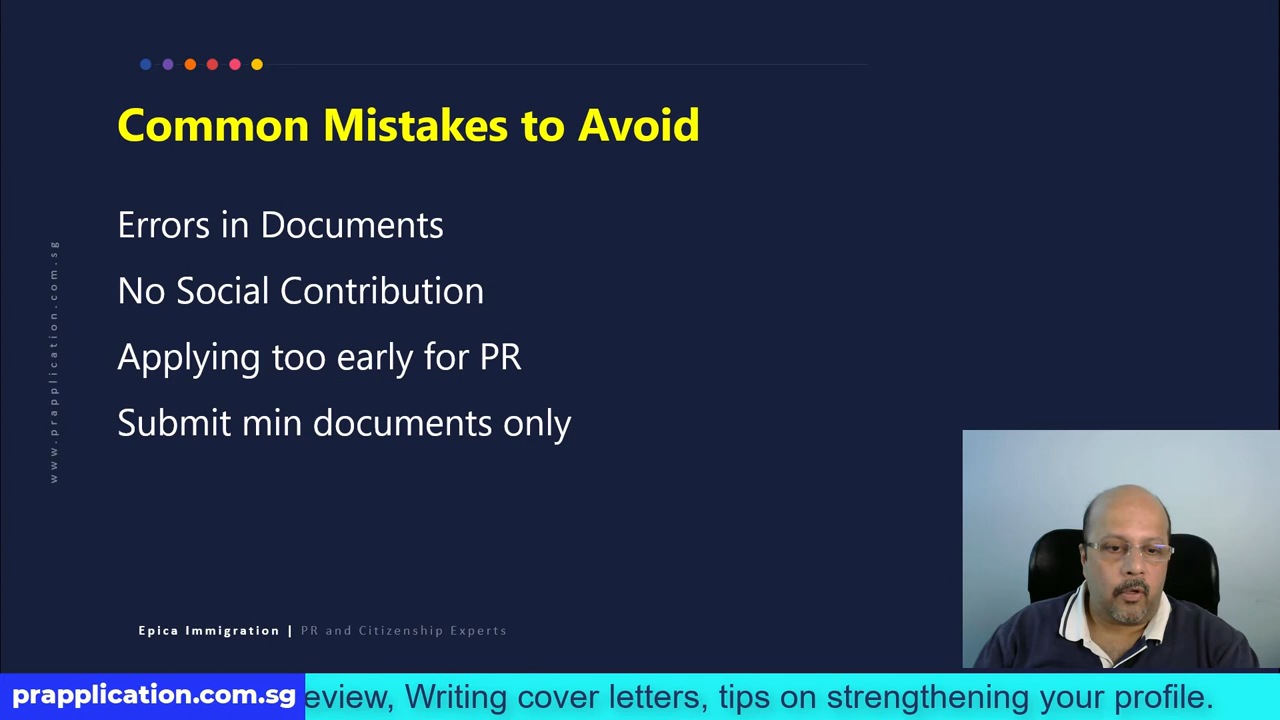 Common Mistakes to Avoid
Errors in Documents
No Social Contribution
Applying too early for PR
Submit min documents only
www.prapplication.com.sg
Epica Immigration | PR and Citizenship Experts
prapplication.com.sg
eview, Writing cover letters, tips on strengthening your profile.